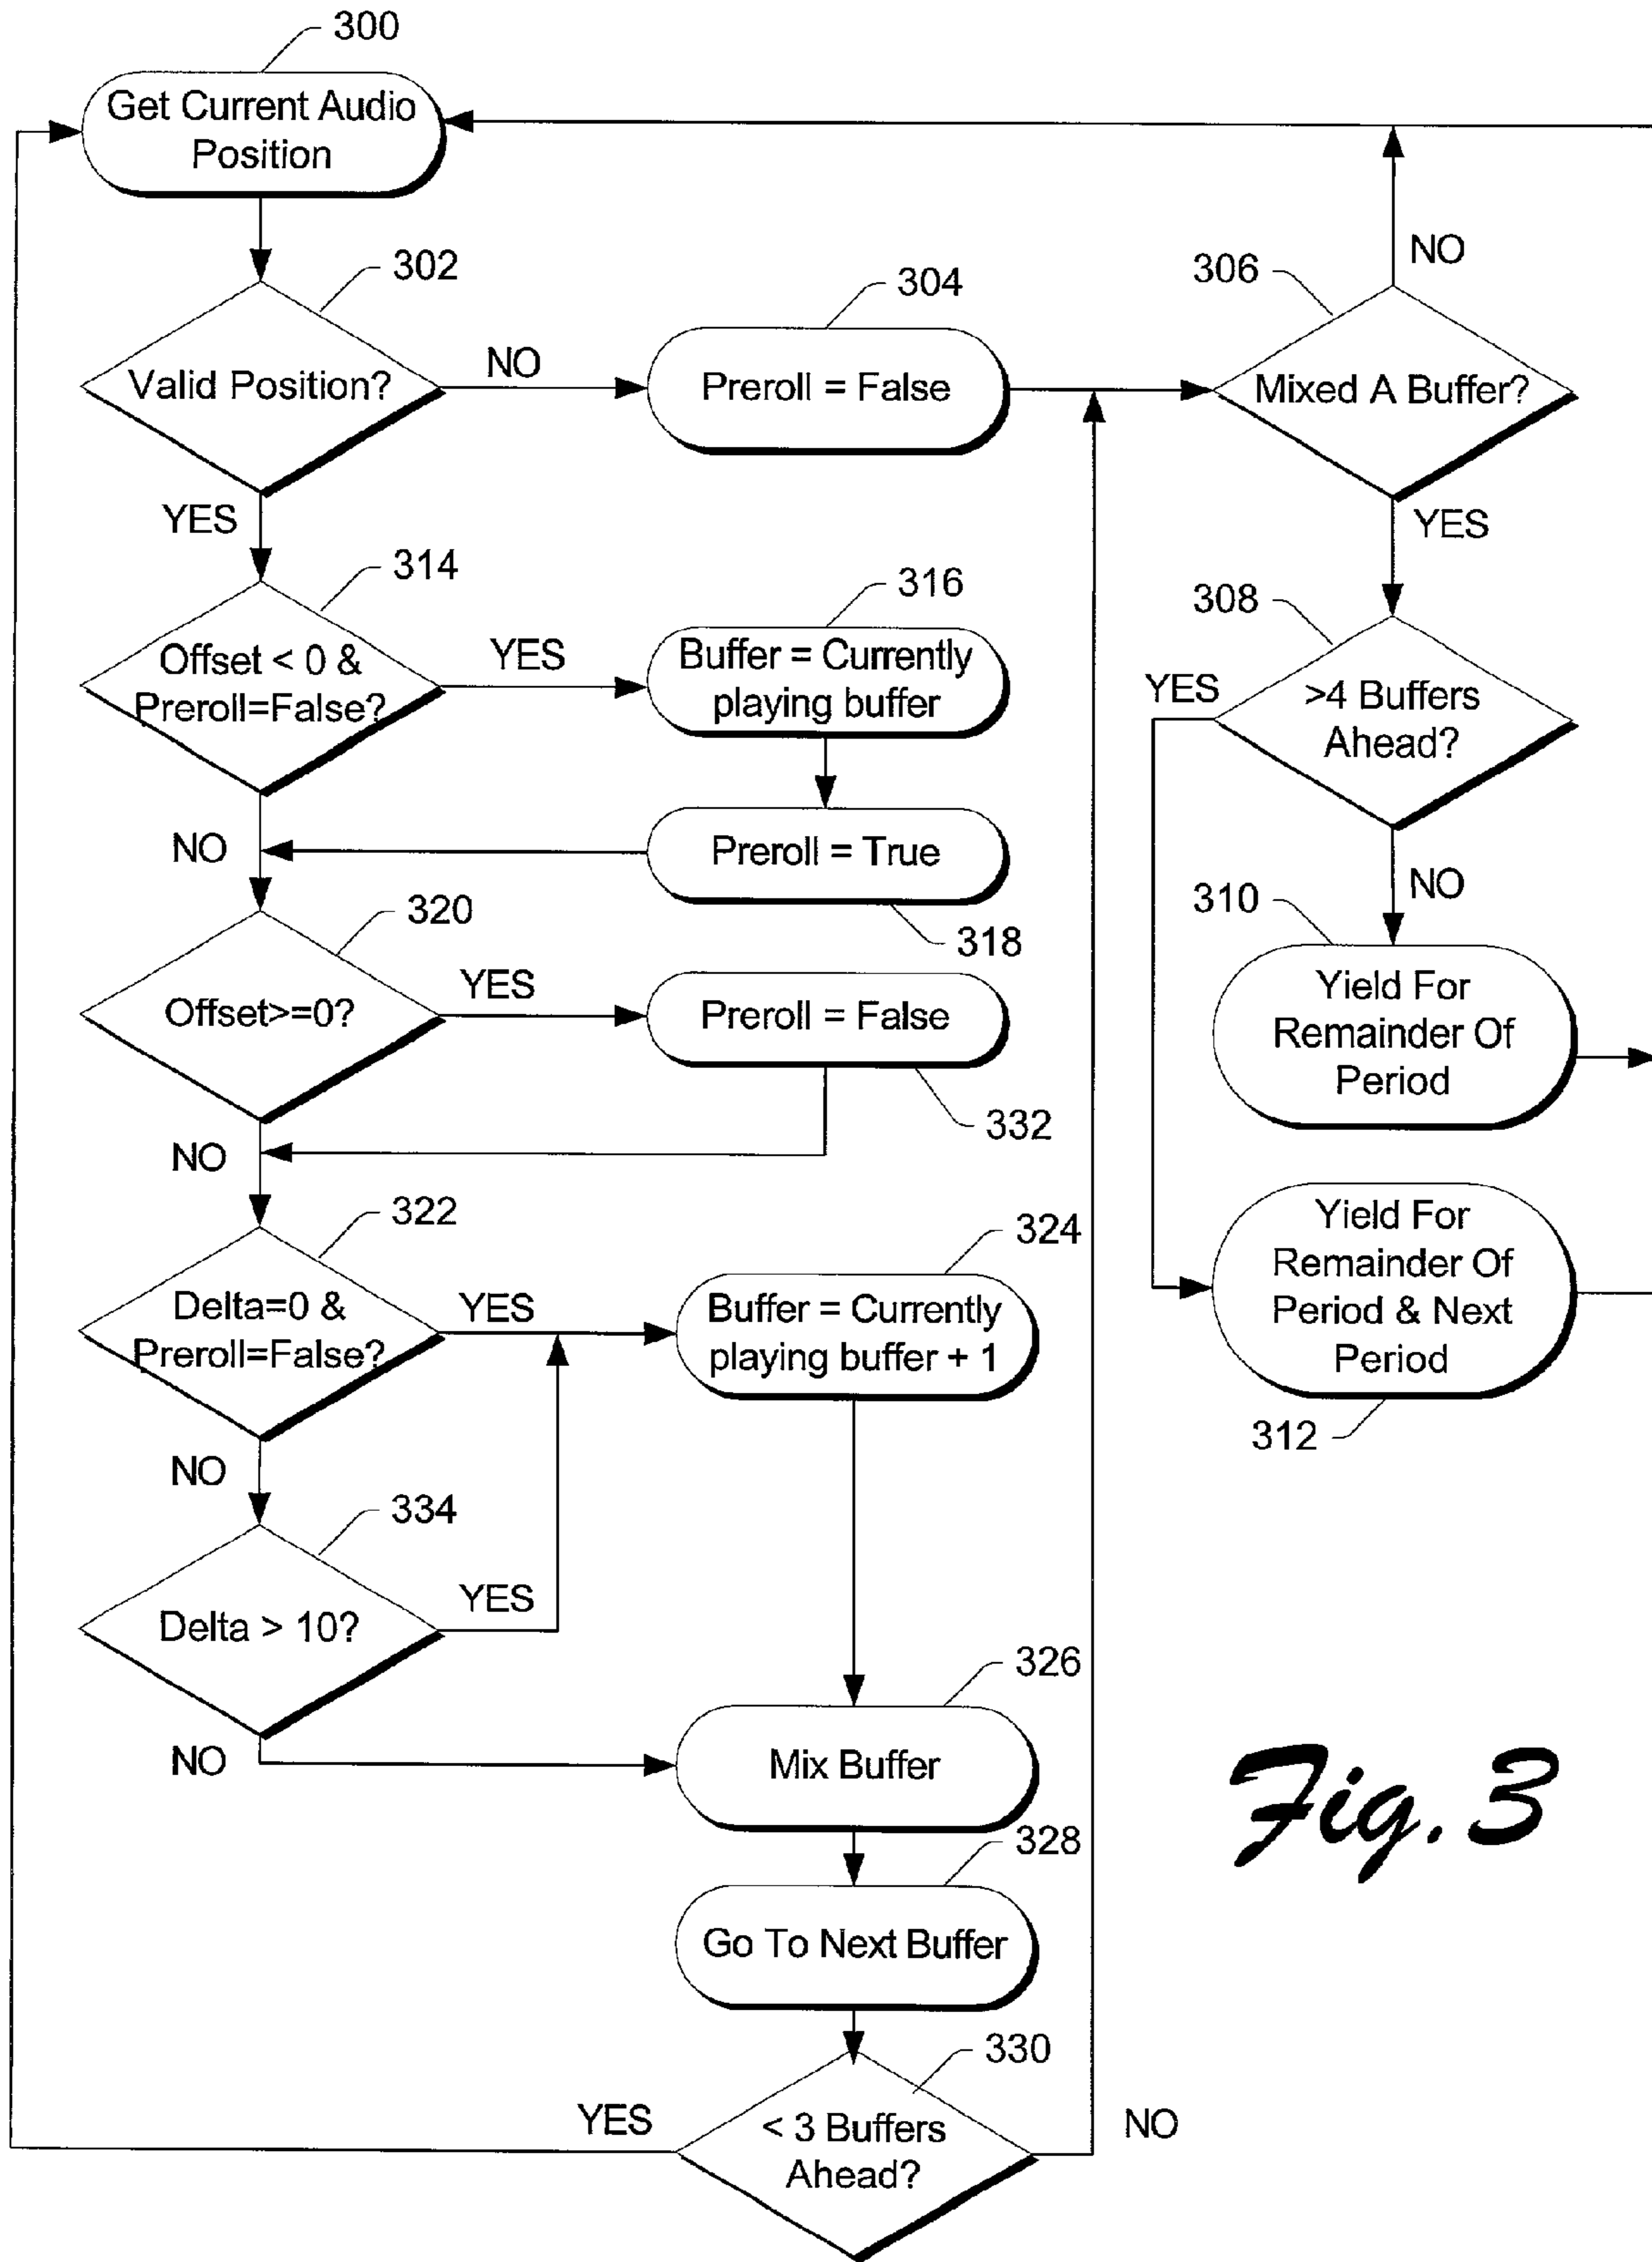 300
Get Current Audio
Position
302
Valid Position?
NO
YES
304
Preroll = False
306
Mixed A Buffer?
NO
YES
314
Offset < 0 &
Preroll=False?
YES
NO
316
Buffer = Currently
playing buffer
Preroll = True
318
308
>4 Buffers
Ahead?
YES
NO
310
Yield For
Remainder Of
Period
320
Offset>=0?
YES
NO
Preroll = False
332
Yield For
Remainder Of
Period & Next
Period
312
322
Delta=0 &
Preroll=False?
YES
NO
324
Buffer = Currently
playing buffer + 1
334
Delta > 10?
YES
NO
326
Mix Buffer
328
Go To Next Buffer
330
< 3 Buffers
Ahead?
YES
NO
Fig. 3